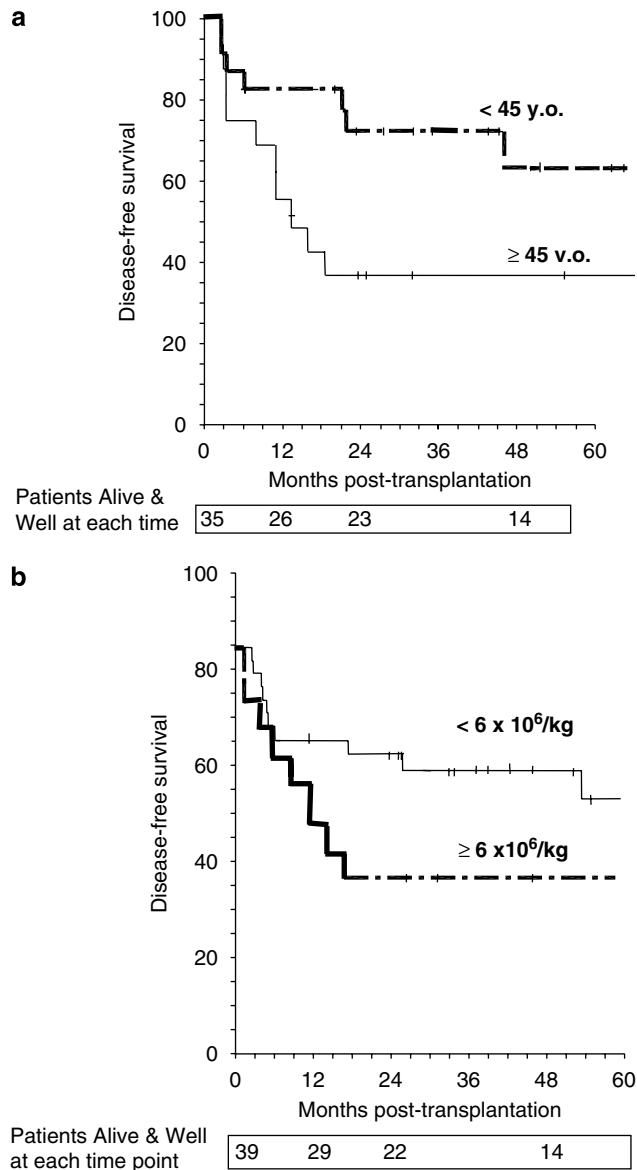 a
100
80
60
40
20
0
Disease-free survival
< 45 y.o.
≥ 45 v.o.
0 12 24 36 48 60
Months post-transplantation
Patients Alive &
Well at each time
35 26 23 14
b
100
80
60
40
20
0
Disease-free survival
< 6 x 10⁶/kg
≥ 6 x10⁶/kg
0 12 24 36 48 60
Months post-transplantation
Patients Alive & Well
at each time point
39 29 22 14